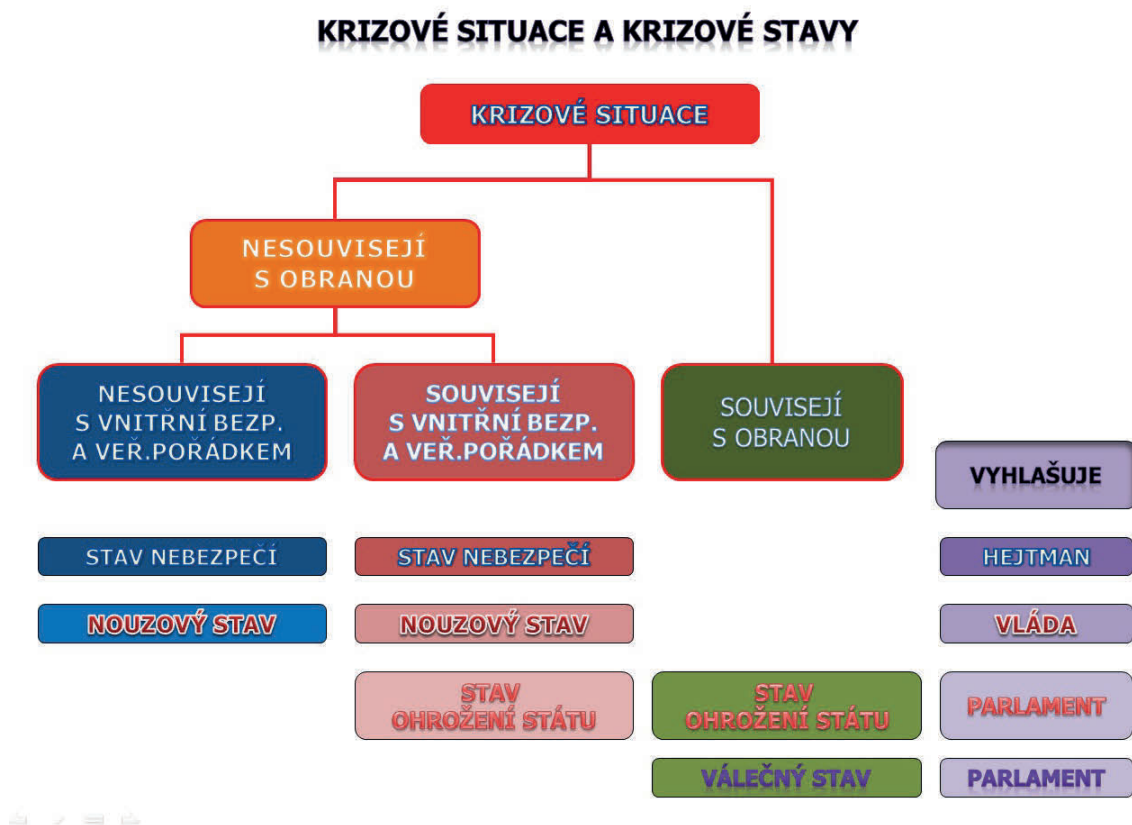 KRIZOVÉ SITUACE A KRIZOVÉ STAVY
KRIZOVÉ SITUACE
NESOUVISEJÍ
S OBRANOU
NESOUVISEJÍ
S VNITŘNÍ BEZP.
A VEŘ.POŘÁDKEM
SOUVISEJÍ
S VNITŘNÍ BEZP.
A VEŘ.POŘÁDKEM
SOUVISEJÍ
S OBRANOU
VYHLAŠUJE
STAV NEBEZPEČÍ
STAV NEBEZPEČÍ
HEJTMAN
NOUZOVÝ STAV
NOUZOVÝ STAV
VLÁDA
STAV
OHROŽENÍ STÁTU
STAV
OHROŽENÍ STÁTU
PARLAMENT
VÁLEČNÝ STAV
PARLAMENT